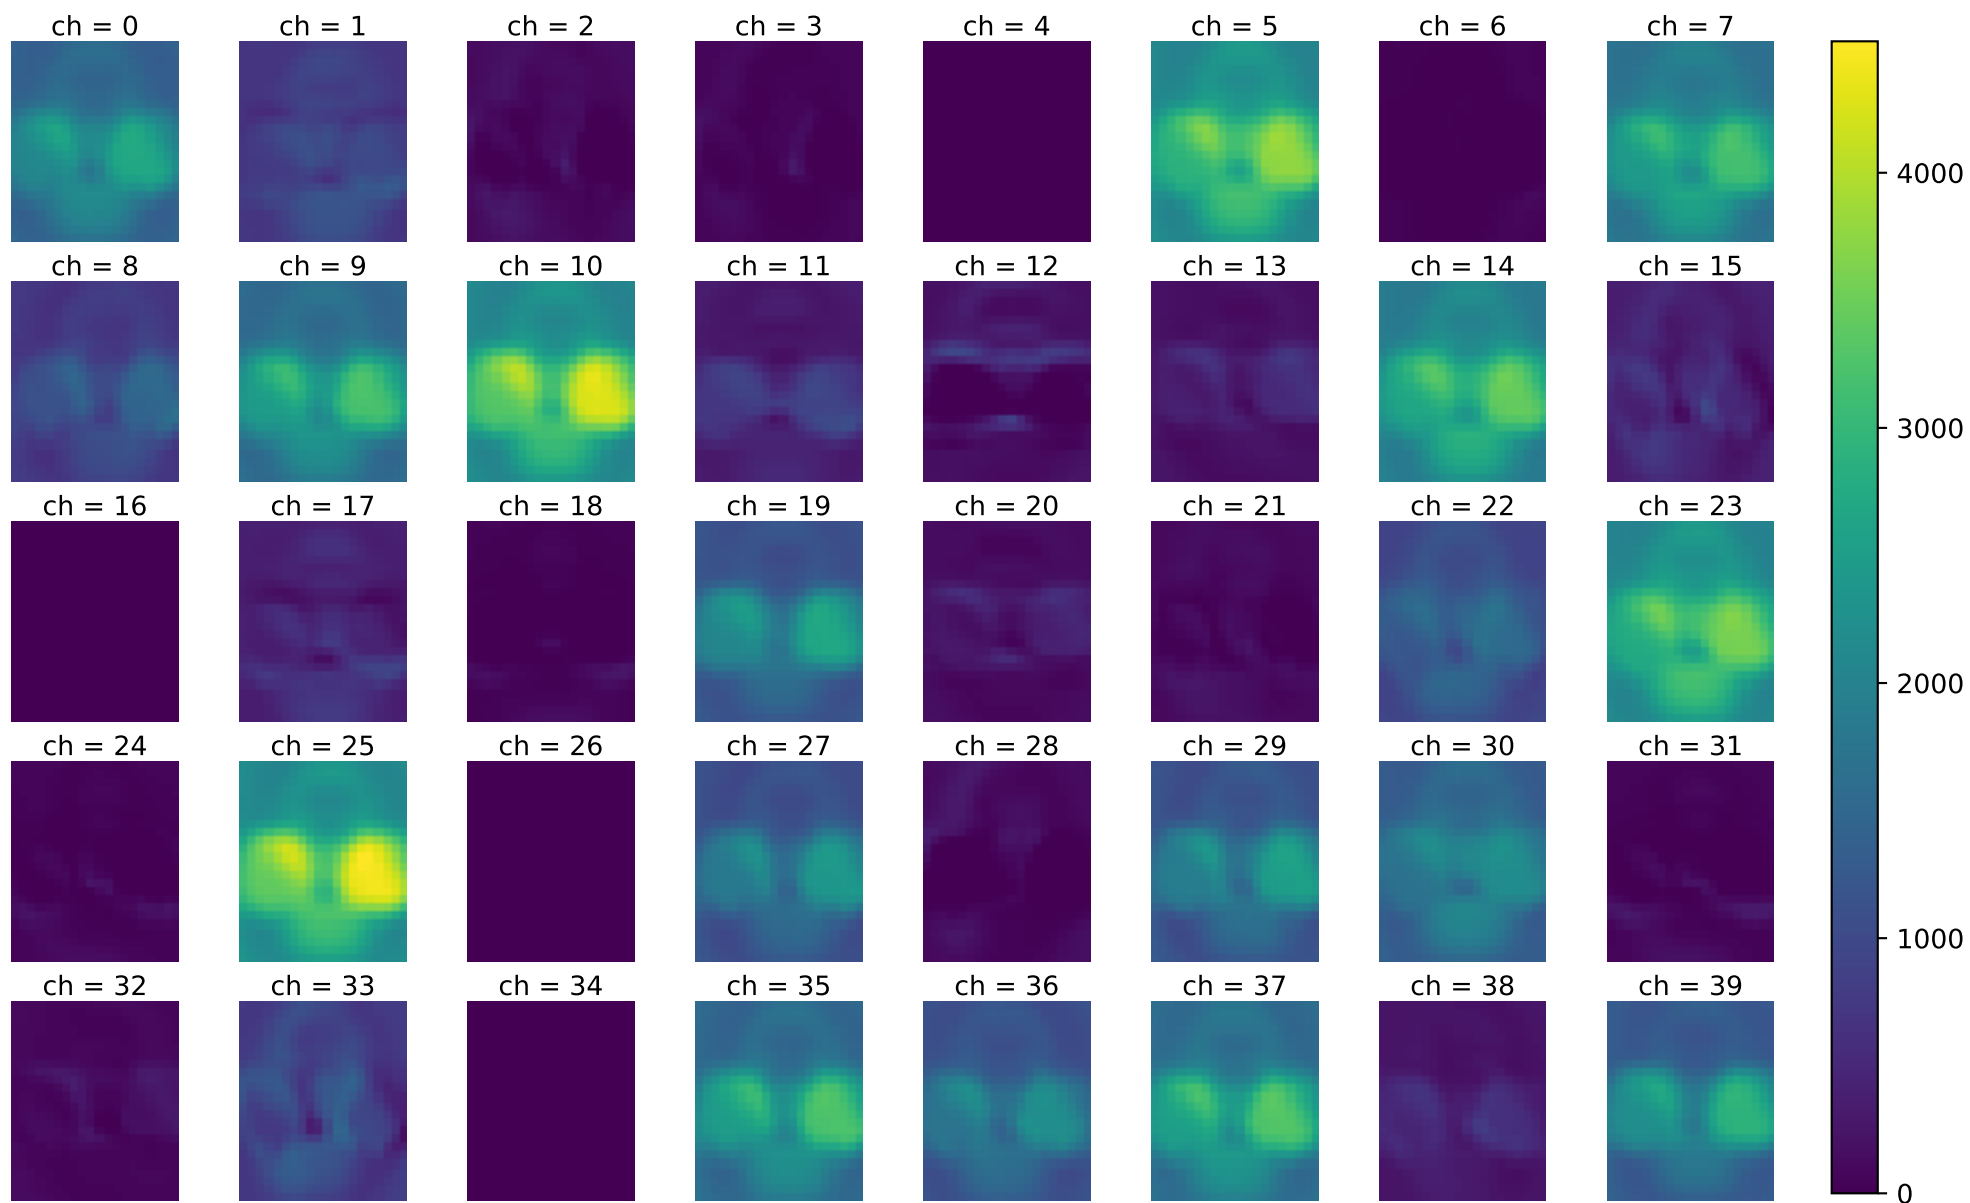 ch = 0 ch = 1 ch = 2 ch = 3 ch = 4 ch = 5 ch = 6 ch = 7
4000
ch = 8 ch = 9 ch = 10 ch = 11 ch = 12 ch = 13 ch = 14 ch = 15
3000
ch = 16 ch = 17 ch = 18 ch = 19 ch = 20 ch = 21 ch = 22 ch = 23
2000
ch = 24 ch = 25 ch = 26 ch = 27 ch = 28 ch = 29 ch = 30 ch = 31
1000
ch = 32 ch = 33 ch = 34 ch = 35 ch = 36 ch = 37 ch = 38 ch = 39
0